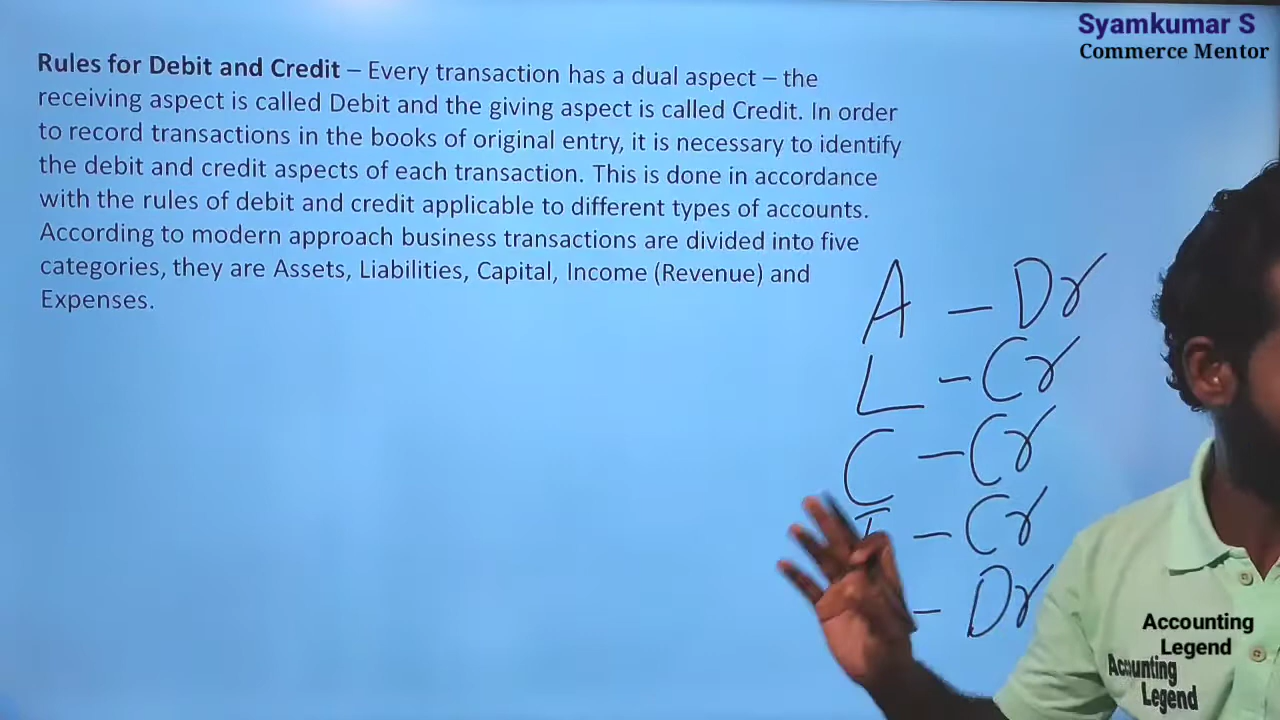 Syamkumar S
Commerce Mentor
Rules for Debit and Credit – Every transaction has a dual aspect – the
receiving aspect is called Debit and the giving aspect is called Credit. In order
to record transactions in the books of original entry, it is necessary to identify
the debit and credit aspects of each transaction. This is done in accordance
with the rules of debit and credit applicable to different types of accounts.
According to modern approach business transactions are divided into five
categories, they are Assets, Liabilities, Capital, Income (Revenue) and
Expenses.
A – Dr
L – Cr
C – Cr
I – Cr
– Dr
Accounting
Legend
Accounting
Legend